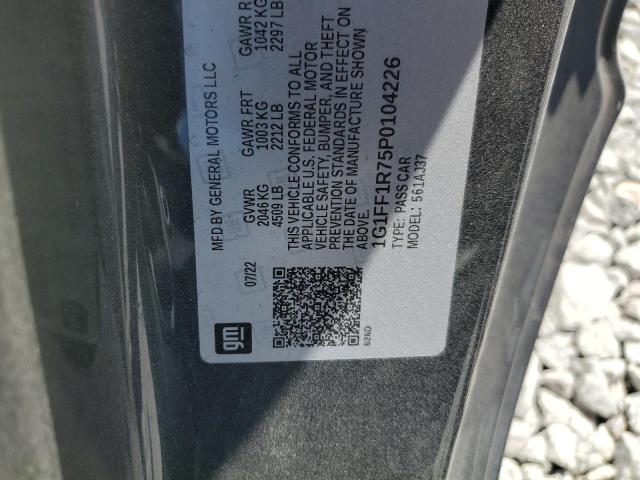 MFD BY GENERAL MOTORS LLC
GVWR GAWR FRT GAWR R
2046 KG 1003 KG 1042 KG
4509 LB 2212 LB 2297 LB
THIS VEHICLE CONFORMS TO ALL
APPLICABLE U.S. FEDERAL MOTOR
VEHICLE SAFETY, BUMPER, AND THEFT
PREVENTION STANDARDS IN EFFECT ON
THE DATE OF MANUFACTURE SHOWN
ABOVE.
1G1FF1R75P0104226
TYPE: PASS CAR
MODEL: 561AJ37
07/22
gm
626D